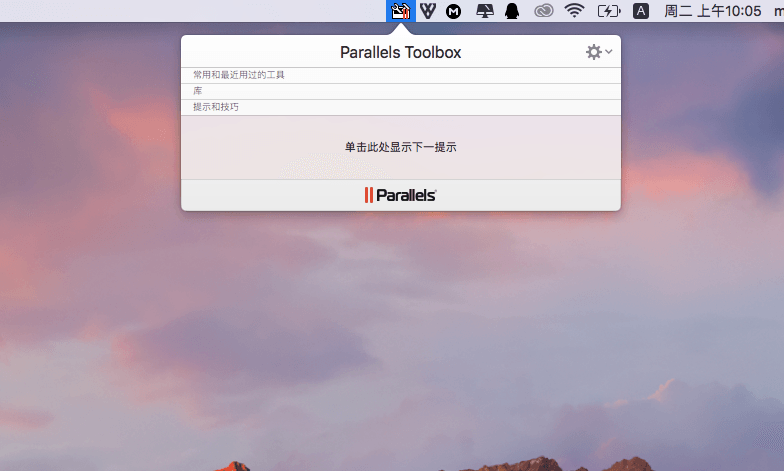 A 周二 上午10:05 m
Parallels Toolbox
常用和最近用过的工具
库
提示和技巧
单击此处显示下一提示
Parallels®